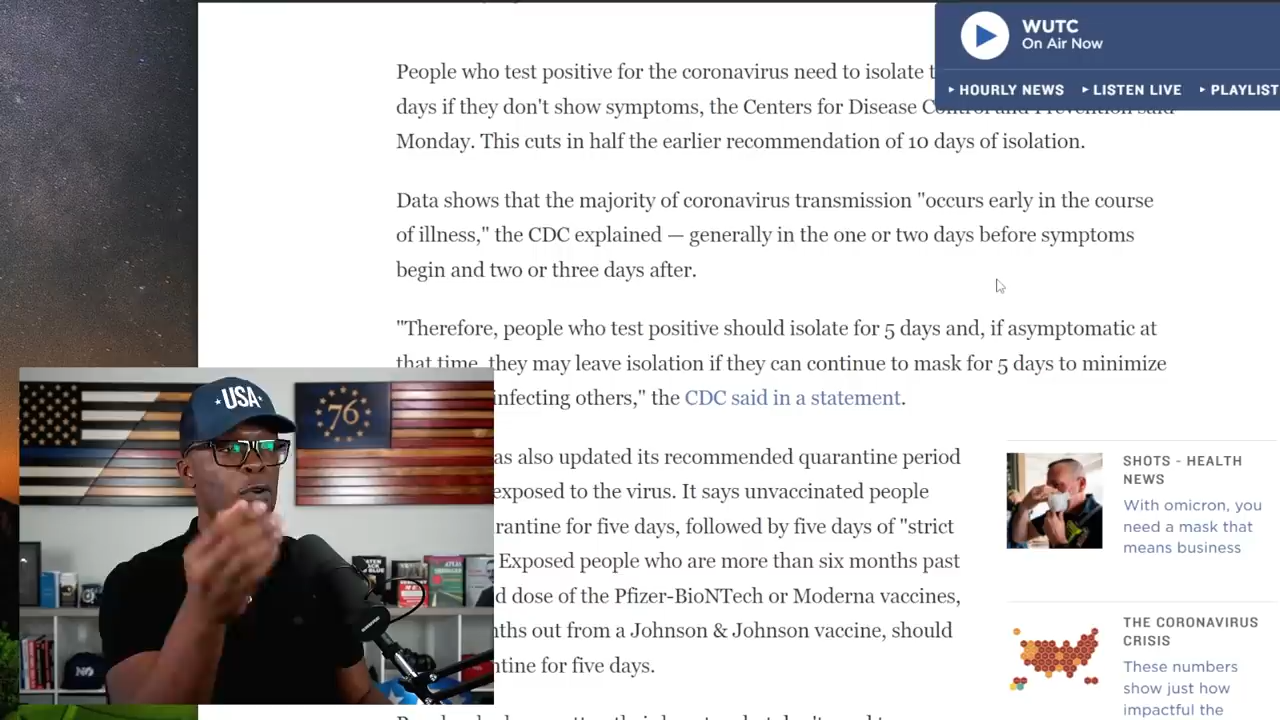 WUTC
On Air Now
HOURLY NEWS
LISTEN LIVE
PLAYLIST
People who test positive for the coronavirus need to isolate
days if they don't show symptoms, the Centers for Disease Control and Prevention said
Monday. This cuts in half the earlier recommendation of 10 days of isolation.
Data shows that the majority of coronavirus transmission "occurs early in the course
of illness," the CDC explained — generally in the one or two days before symptoms
begin and two or three days after.
"Therefore, people who test positive should isolate for 5 days and, if asymptomatic at
that time, they may leave isolation if they can continue to mask for 5 days to minimize
infecting others," the CDC said in a statement.
as also updated its recommended quarantine period
exposed to the virus. It says unvaccinated people
rantine for five days, followed by five days of "strict
Exposed people who are more than six months past
d dose of the Pfizer-BioNTech or Moderna vaccines,
ths out from a Johnson & Johnson vaccine, should
ntine for five days.
SHOTS - HEALTH
NEWS
With omicron, you
need a mask that
means business
THE CORONAVIRUS
CRISIS
These numbers
show just how
impactful the
USA
76
NO